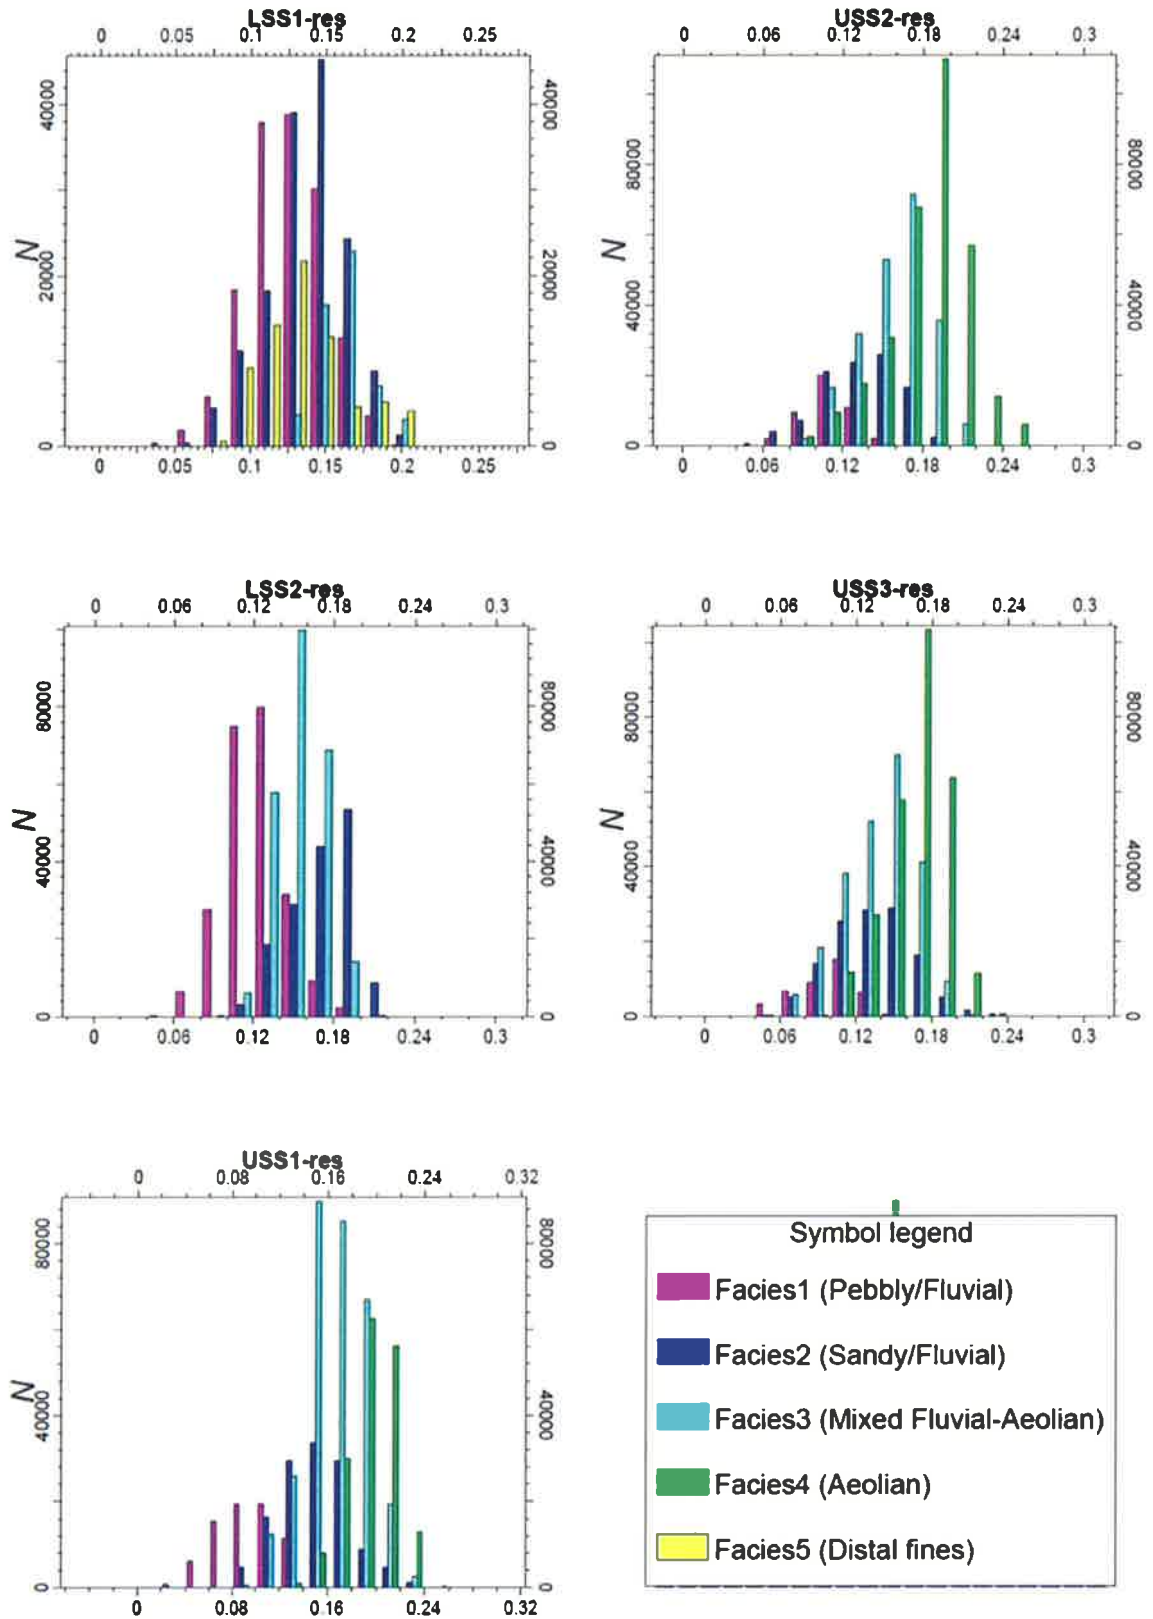 LSS1-res
0 0.05 0.1 0.15 0.2 0.25
40000 40000
N
20000 20000
0 0
0 0.05 0.1 0.15 0.2 0.25
USS2-res
0 0.06 0.12 0.18 0.24 0.3
80000 80000
N
40000 40000
0 0
0 0.06 0.12 0.18 0.24 0.3
LSS2-res
0 0.06 0.12 0.18 0.24 0.3
80000 80000
N
40000 40000
0 0
0 0.06 0.12 0.18 0.24 0.3
USS3-res
0 0.06 0.12 0.18 0.24 0.3
80000 80000
N
40000 40000
0 0
0 0.06 0.12 0.18 0.24 0.3
USS1-res
0 0.08 0.16 0.24 0.32
80000 80000
N
40000 40000
0 0
0 0.08 0.16 0.24 0.32
Symbol legend
Facies1 (Pebbly/Fluvial)
Facies2 (Sandy/Fluvial)
Facies3 (Mixed Fluvial-Aeolian)
Facies4 (Aeolian)
Facies5 (Distal fines)